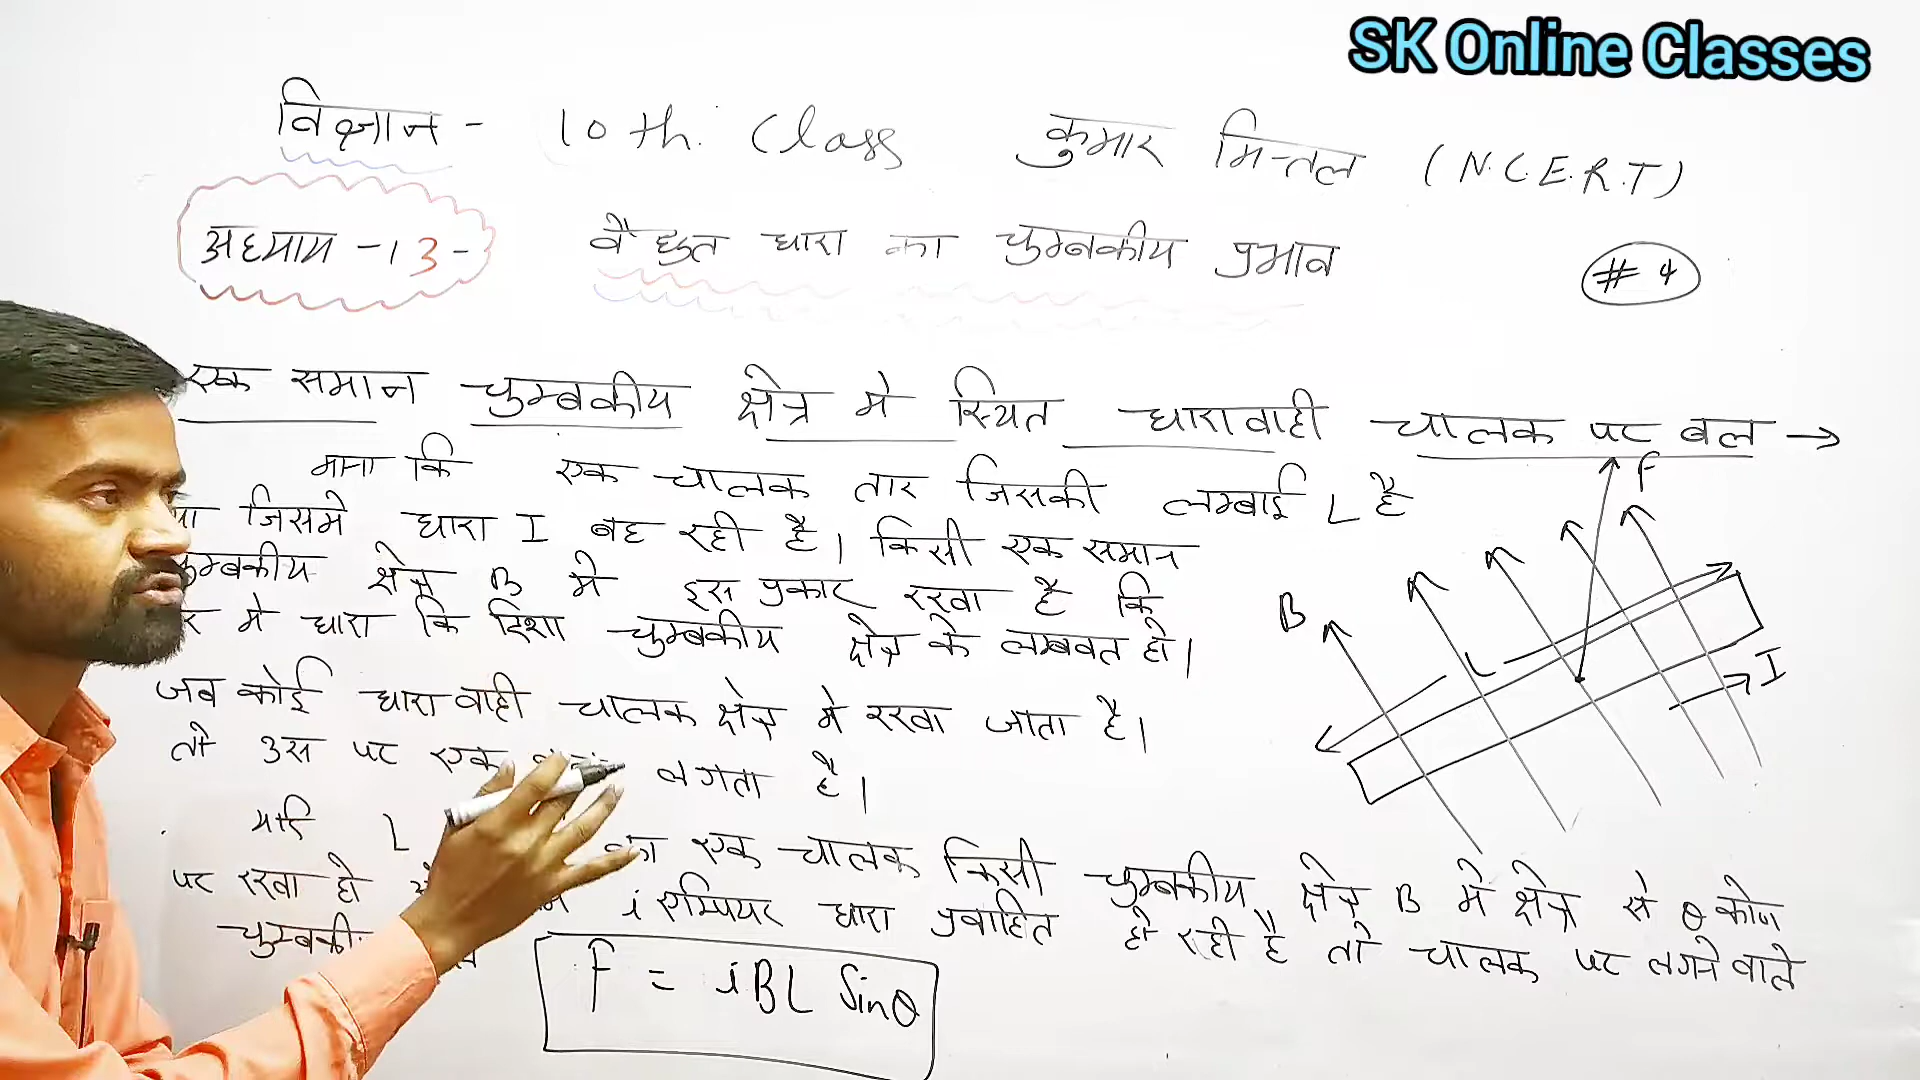 SK Online Classes
विज्ञान - 10th. Class कुमार मित्तल (N.C.E.R.T)
अध्याय -13- वैद्युत धारा का चुम्बकीय प्रभाव #4
एक समान चुम्बकीय क्षेत्र मे स्थित धारावाही चालक पर बल →
माना कि एक चालक तार जिसकी लम्बाई L है
जिसमे धारा I बह रही है। किसी एक समान
चुम्बकीय क्षेत्र B मे इस प्रकार रखा है कि
मे धारा कि दिशा चुम्बकीय क्षेत्र के लम्बवत हो।
जब कोई धारावाही चालक क्षेत्र मे रखा जाता है।
तो उस पर एक लगता है।
यदि L का एक चालक किसी चुम्बकीय क्षेत्र B मे क्षेत्र से θ कोण
पर रखा हो i एम्पियर धारा प्रवाहित हो रही है तो चालक पर लगने वाले
F = iBL Sinθ
F
B
L
I